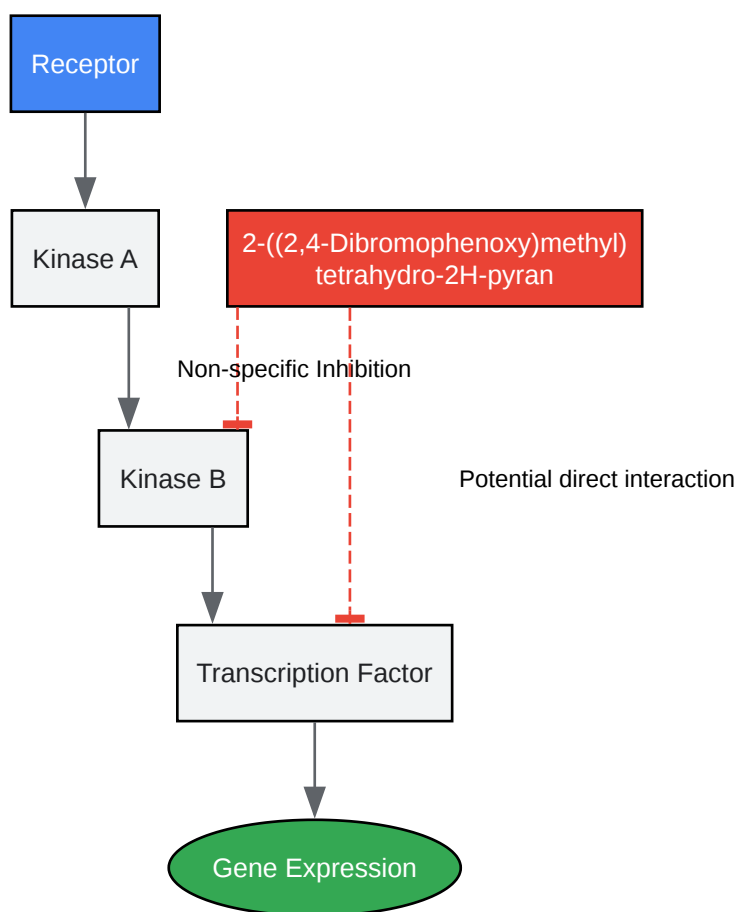 Receptor
Kinase A
2-((2,4-Dibromophenoxy)methyl)
tetrahydro-2H-pyran
Non-specific Inhibition
Kinase B
Potential direct interaction
Transcription Factor
Gene Expression